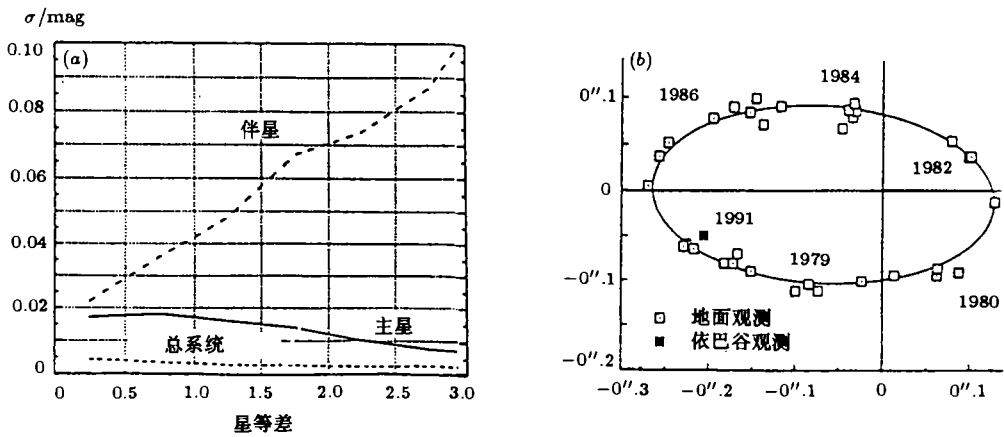 σ/mag
(a)
0.10
0.08
0.06
0.04
0.02
0
伴星
主星
总系统
0 0.5 1.0 1.5 2.0 2.5 3.0
星等差
(b)
0″.1
0
-0″.1
-0″.2
1984
1986
1982
1991
1979
1980
地面观测
依巴谷观测
-0″.3 -0″.2 -0″.1 0 0″.1